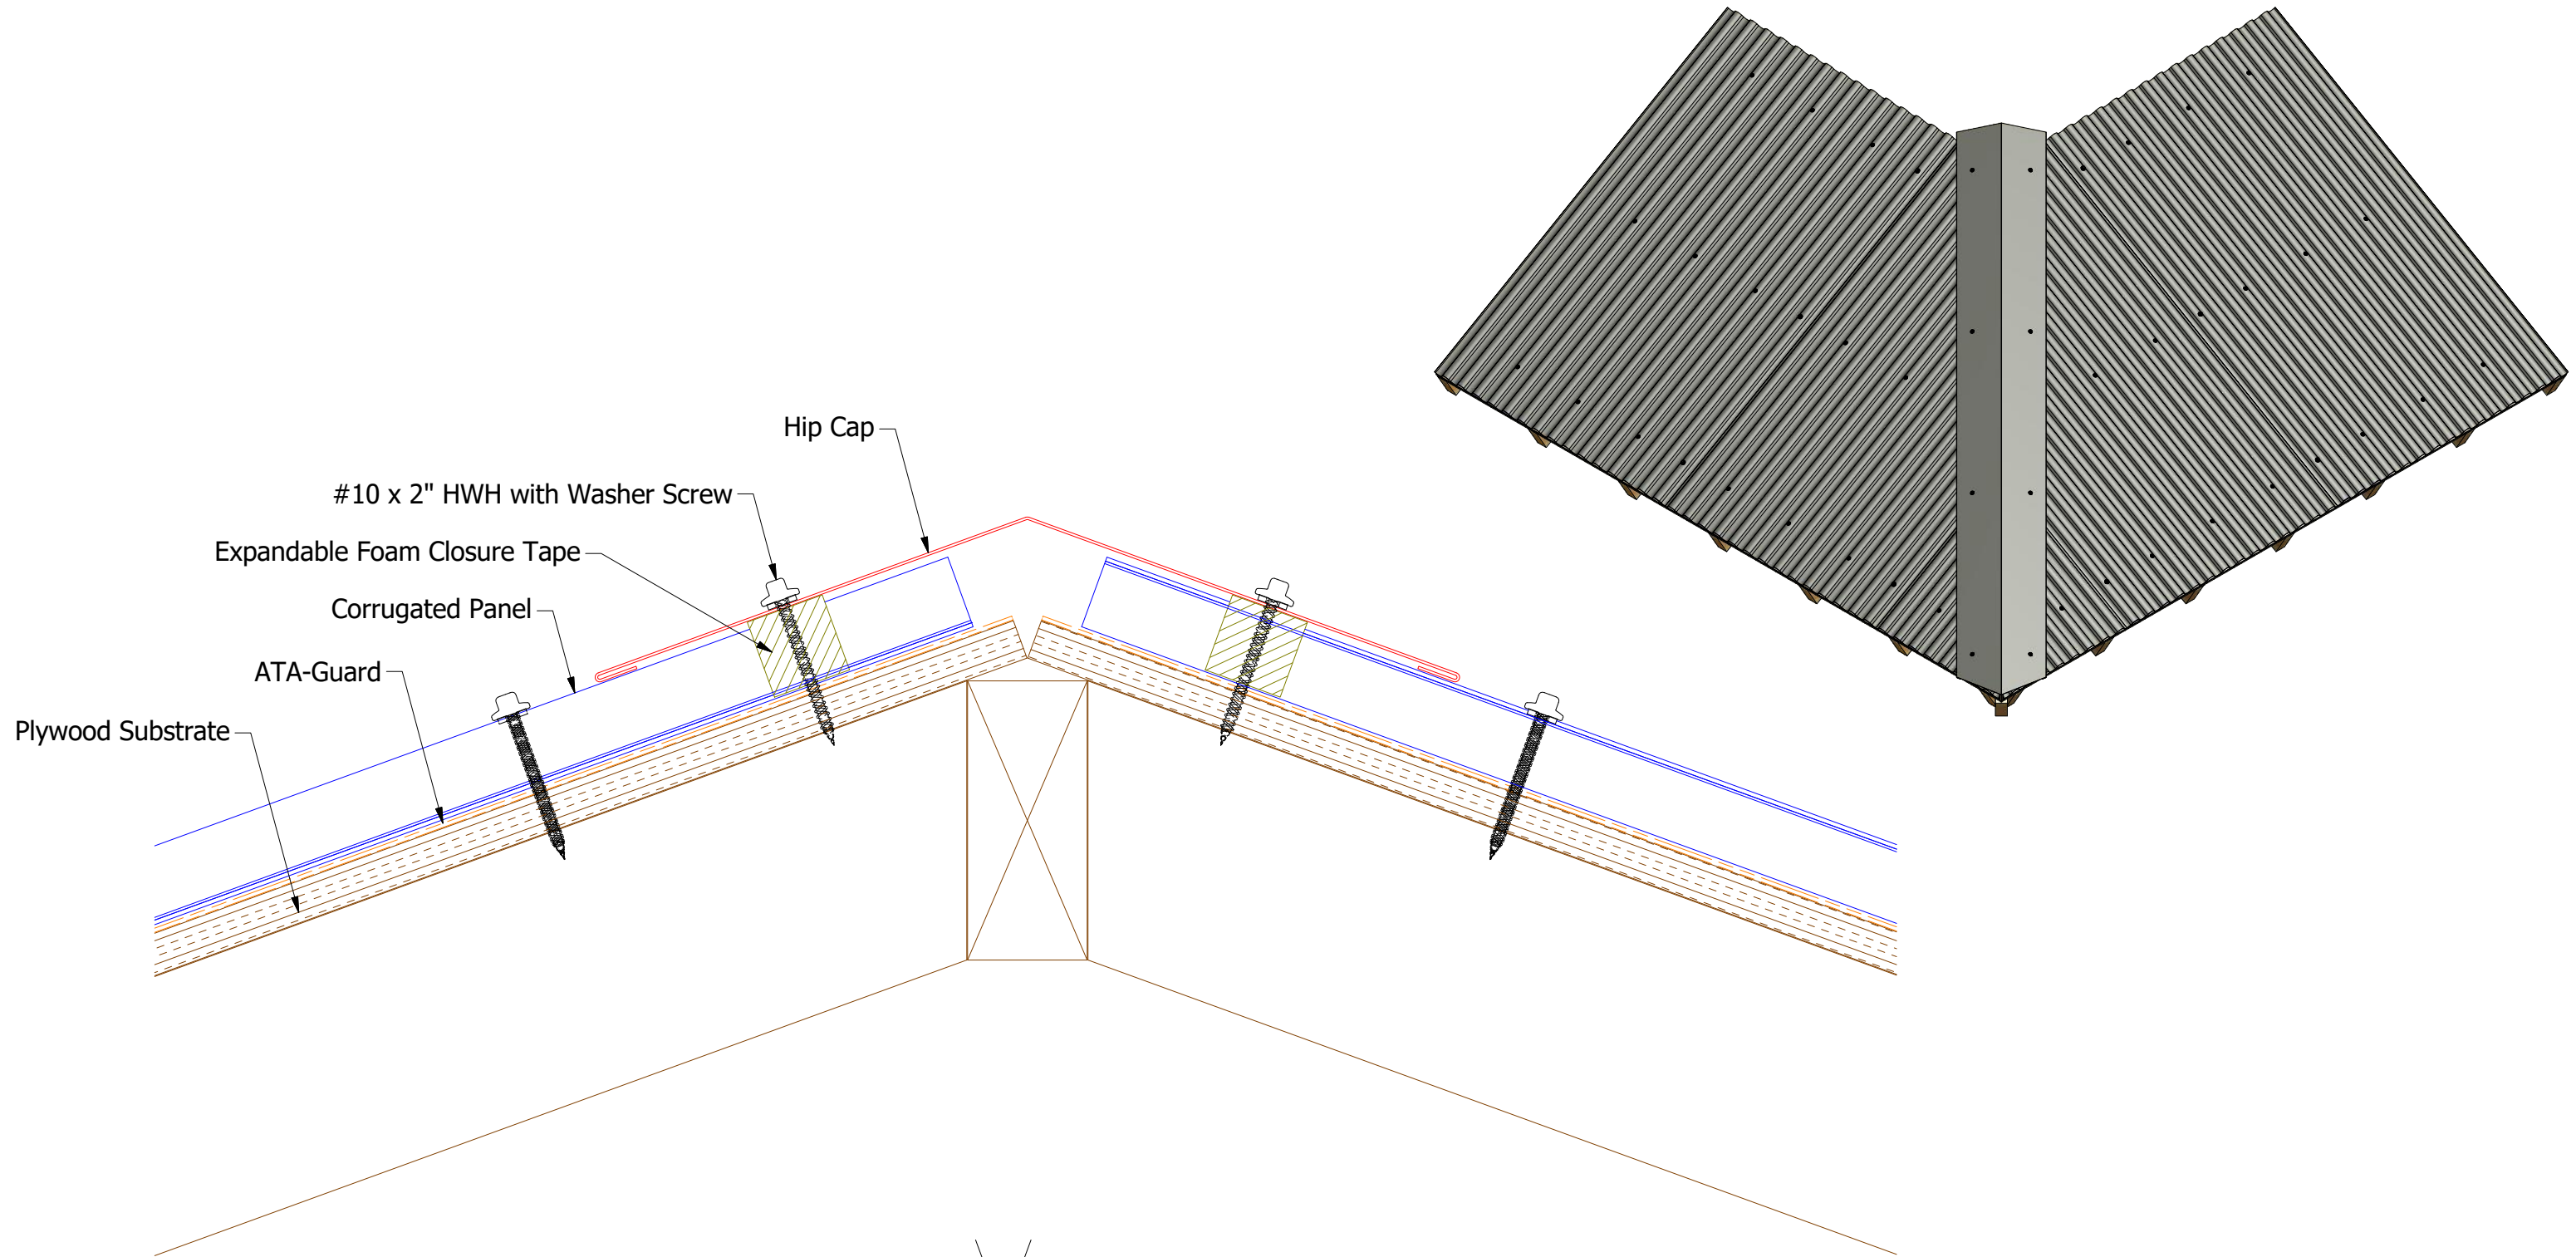 Hip Cap
#10 x 2" HWH with Washer Screw
Expandable Foam Closure Tape
Corrugated Panel
ATA-Guard
Plywood Substrate